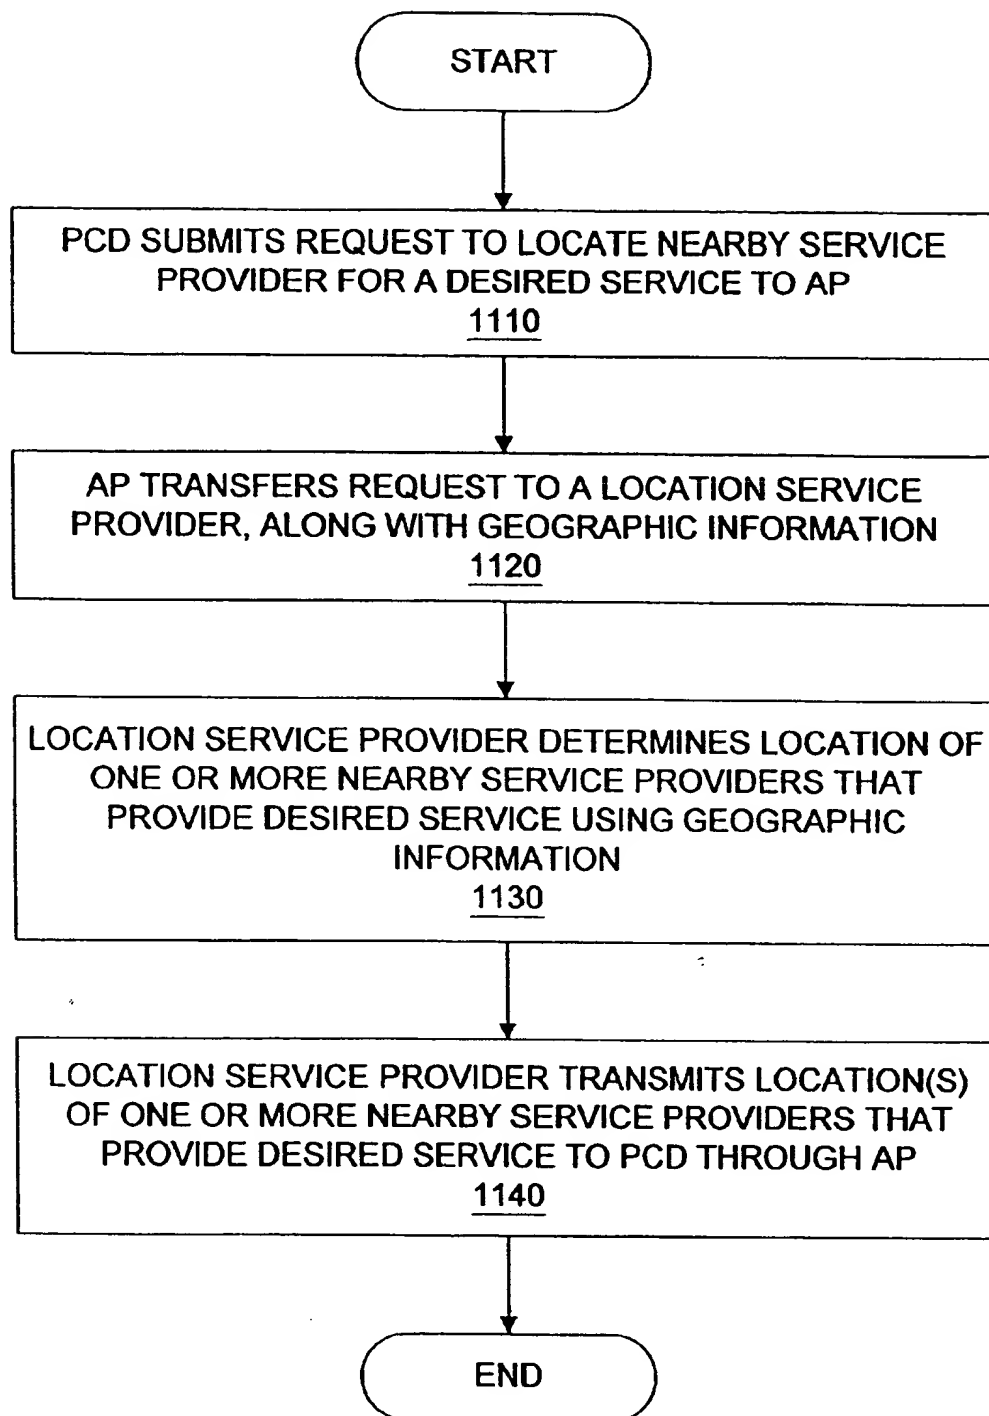 START
PCD SUBMITS REQUEST TO LOCATE NEARBY SERVICE
PROVIDER FOR A DESIRED SERVICE TO AP
1110
AP TRANSFERS REQUEST TO A LOCATION SERVICE
PROVIDER, ALONG WITH GEOGRAPHIC INFORMATION
1120
LOCATION SERVICE PROVIDER DETERMINES LOCATION OF
ONE OR MORE NEARBY SERVICE PROVIDERS THAT
PROVIDE DESIRED SERVICE USING GEOGRAPHIC
INFORMATION
1130
LOCATION SERVICE PROVIDER TRANSMITS LOCATION(S)
OF ONE OR MORE NEARBY SERVICE PROVIDERS THAT
PROVIDE DESIRED SERVICE TO PCD THROUGH AP
1140
END